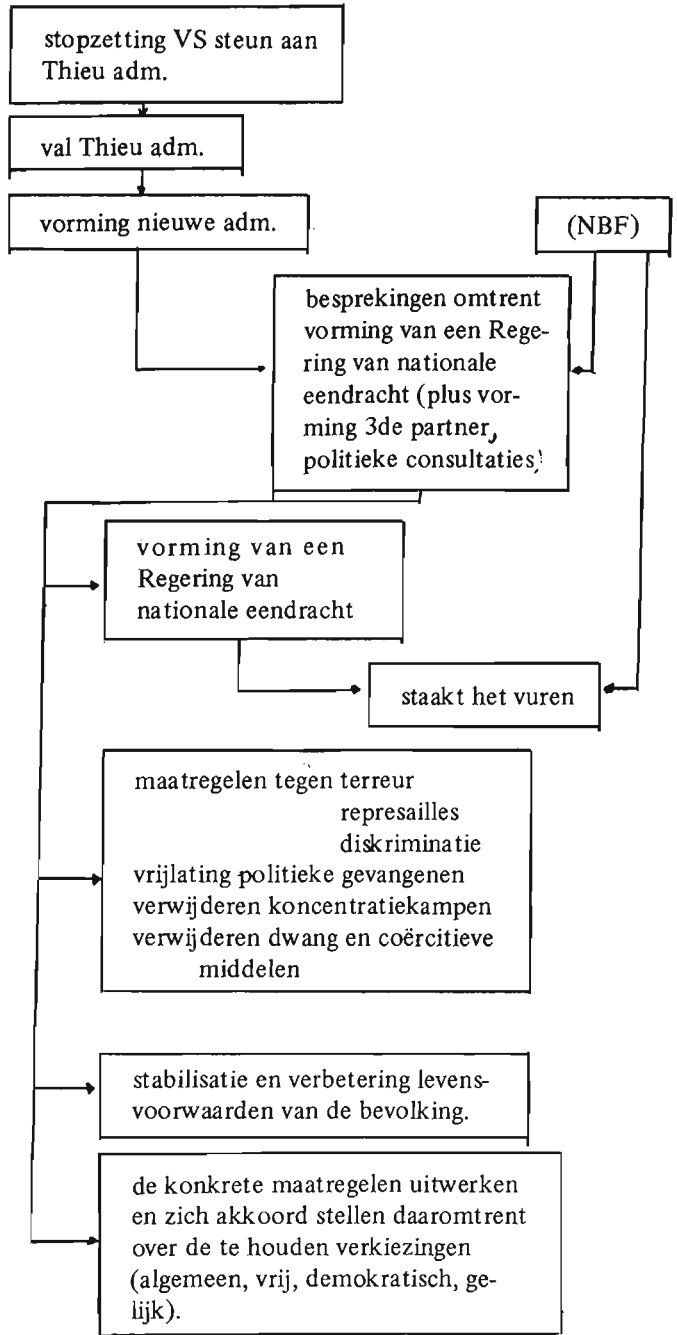 stopzetting VS steun aan
Thieu adm.
val Thieu adm.
vorming nieuwe adm.
(NBF)
besprekingen omtrent
vorming van een Rege-
ring van nationale
eendracht (plus vor-
ming 3de partner,
politieke consultaties)
vorming van een
Regering van
nationale eendracht
staakt het vuren
maatregelen tegen terreur
represailles
diskriminatie
vrijlating politieke gevangenen
verwijderen koncentratiekampen
verwijderen dwang en coërcitieve
middelen
stabilisatie en verbetering levens-
voorwaarden van de bevolking.
de konkrete maatregelen uitwerken
en zich akkoord stellen daaromtrent
over de te houden verkiezingen
(algemeen, vrij, demokratisch, ge-
lijk).